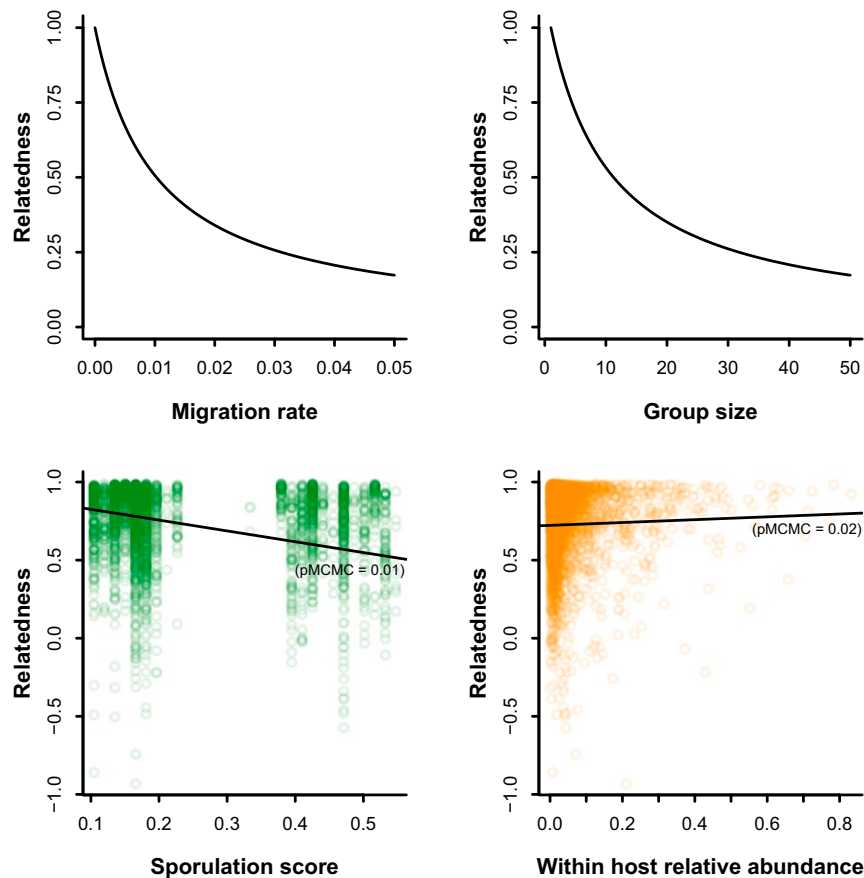 Relatedness
1.00
0.75
0.50
0.25
0.00
0.00 0.01 0.02 0.03 0.04 0.04 0.05
Migration rate
Relatedness
1.00
0.75
0.50
0.25
0.00
0 10 20 30 40 50
Group size
Relatedness
1.0
0.5
0.0
−0.5
−1.0
(pMCMC = 0.01)
0.1 0.2 0.3 0.4 0.5
Sporulation score
Relatedness
1.0
0.5
0.0
−0.5
−1.0
(pMCMC = 0.02)
0.0 0.2 0.4 0.6 0.8
Within host relative abundance